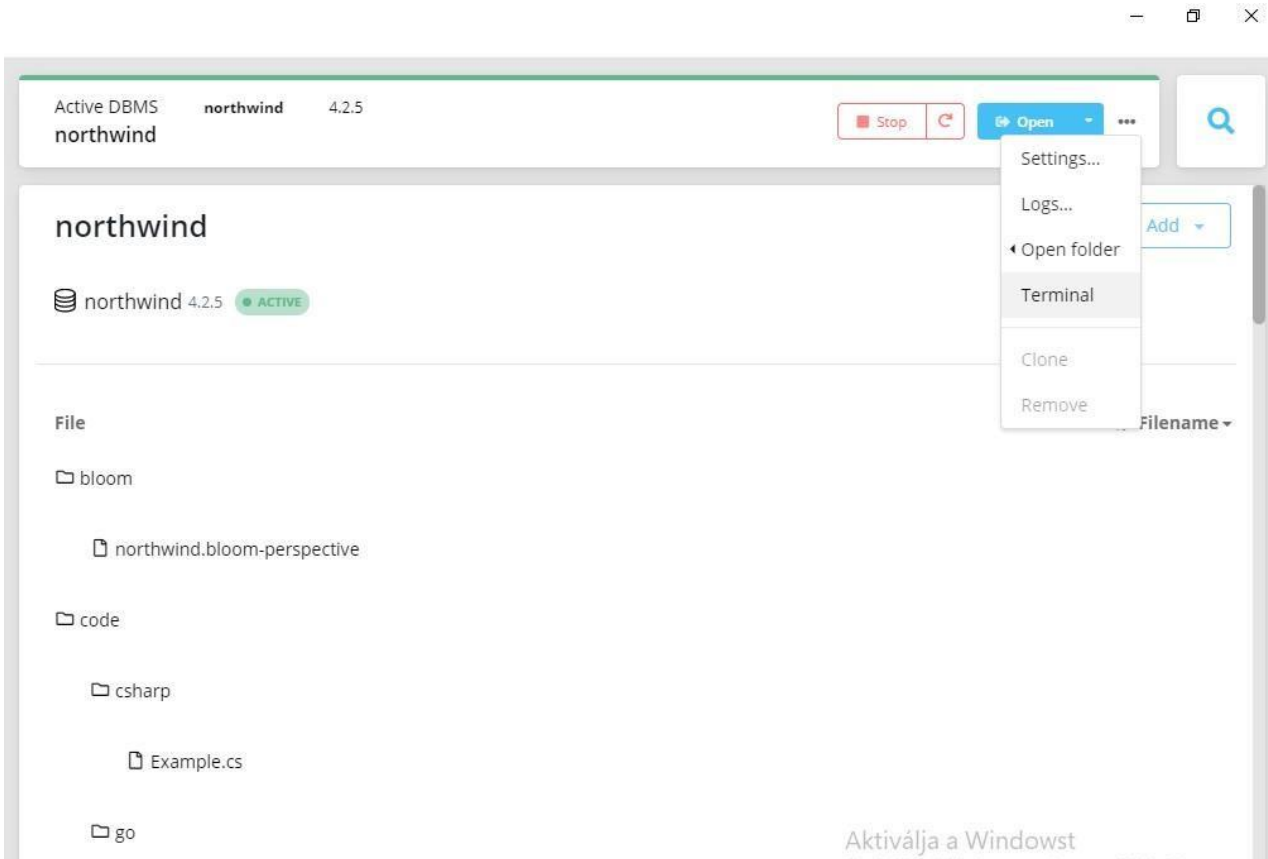 Active DBMS northwind 4.2.5
northwind
Stop
Open
Settings...
Logs...
Open folder
Terminal
Clone
Remove
northwind
Add
northwind 4.2.5 ACTIVE
File
Filename
bloom
northwind.bloom-perspective
code
csharp
Example.cs
go
Aktiválja a Windowst